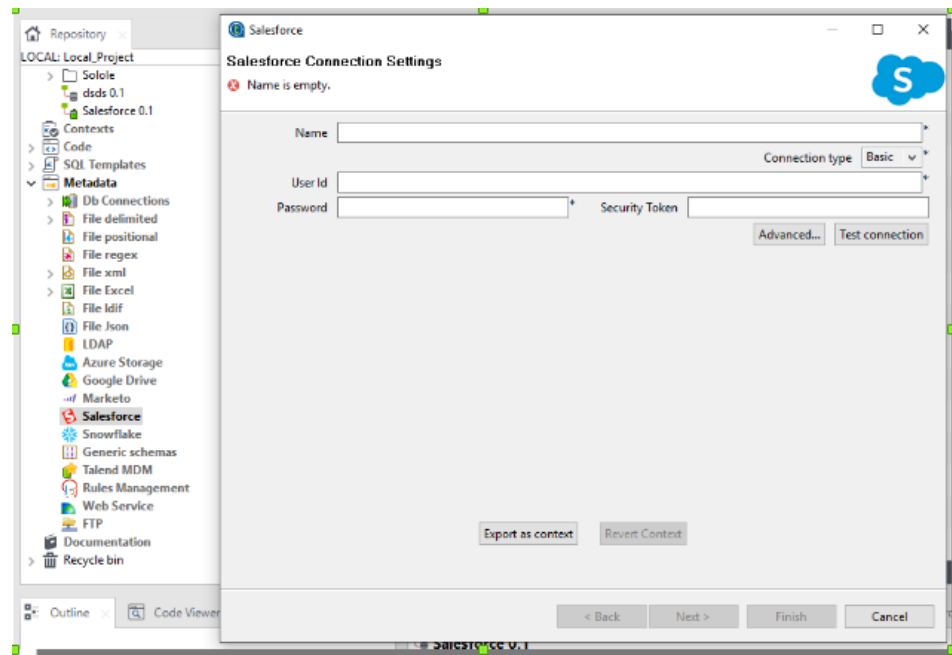 Repository
LOCAL: Local_Project
Solole
dsds 0.1
Salesforce 0.1
Contexts
Code
SQL Templates
Metadata
Db Connections
File delimited
File positional
File regex
File xml
File Excel
File ldif
File Json
LDAP
Azure Storage
Google Drive
Marketo
Salesforce
Snowflake
Generic schemas
Talend MDM
Rules Management
Web Service
FTP
Documentation
Recycle bin
Outline
Code Viewer
Salesforce
Salesforce Connection Settings
Name is empty.
S
Name *
Connection type Basic *
User Id *
Password * Security Token
Advanced... Test connection
Export as context Revert Context
< Back Next > Finish Cancel
Salesforce 0.1